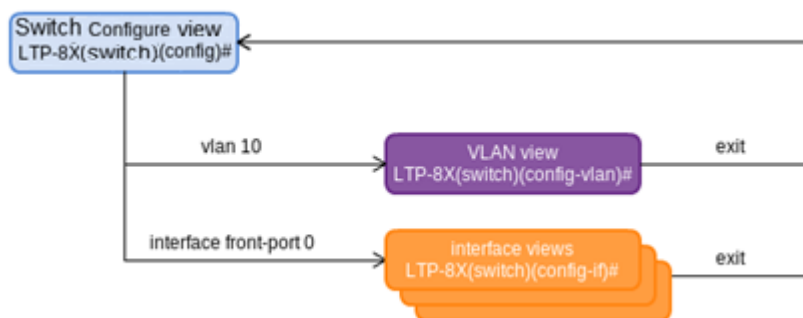 Switch Configure view
LTP-8X(switch)(config)#
vlan 10
VLAN view
LTP-8X(switch)(config-vlan)#
exit
interface front-port 0
interface views
LTP-8X(switch)(config-if)#
exit